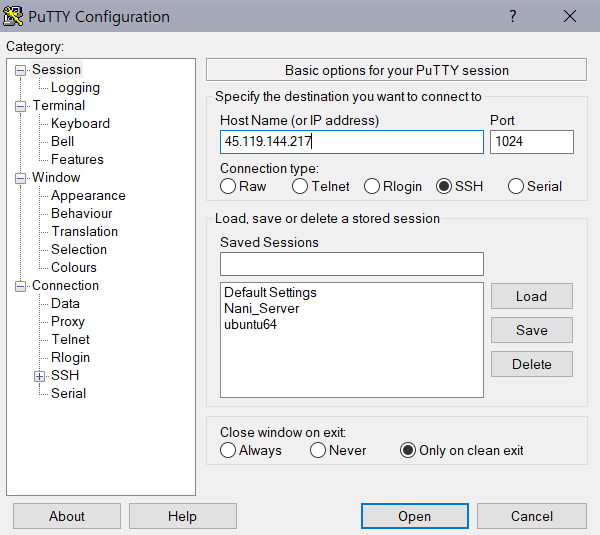 PuTTY Configuration
Category:
Session
Logging
Terminal
Keyboard
Bell
Features
Window
Appearance
Behaviour
Translation
Selection
Colours
Connection
Data
Proxy
Telnet
Rlogin
SSH
Serial
Basic options for your PuTTY session
Specify the destination you want to connect to
Host Name (or IP address) Port
45.119.144.217 1024
Connection type:
Raw Telnet Rlogin SSH Serial
Load, save or delete a stored session
Saved Sessions
Default Settings
Nani_Server
ubuntu64
Load
Save
Delete
Close window on exit:
Always Never Only on clean exit
About Help Open Cancel